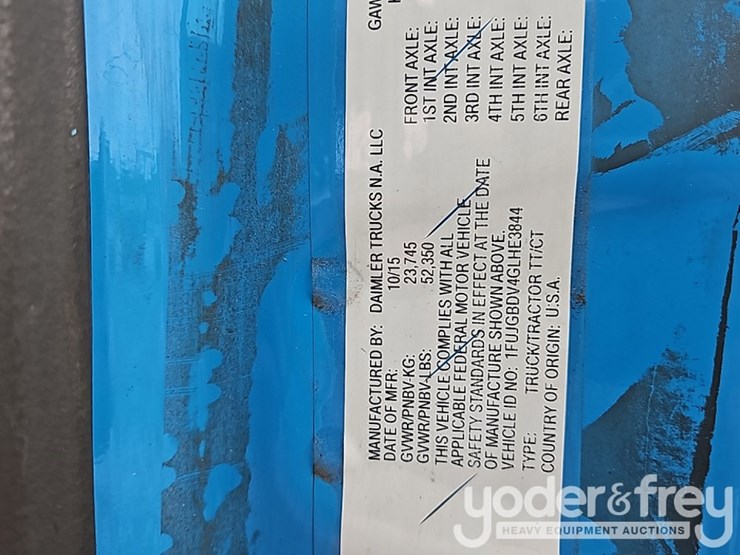 MANUFACTURED BY: DAIMLER TRUCKS N.A. LLC
DATE OF MFR: 10/15
GVWR/PNBV-KG: 23,745
GVWR/PNBV-LBS: 52,350
THIS VEHICLE COMPLIES WITH ALL
APPLICABLE FEDERAL MOTOR VEHICLE
SAFETY STANDARDS IN EFFECT AT THE DATE
OF MANUFACTURE SHOWN ABOVE.
VEHICLE ID NO: 1FUJGBDV4GLHE3844
TYPE: TRUCK/TRACTOR TT/CT
COUNTRY OF ORIGIN: U.S.A.
GAW
FRONT AXLE:
1ST INT AXLE:
2ND INT AXLE:
3RD INT AXLE:
4TH INT AXLE:
5TH INT AXLE:
6TH INT AXLE:
REAR AXLE:
yoder&frey
HEAVY EQUIPMENT AUCTIONS